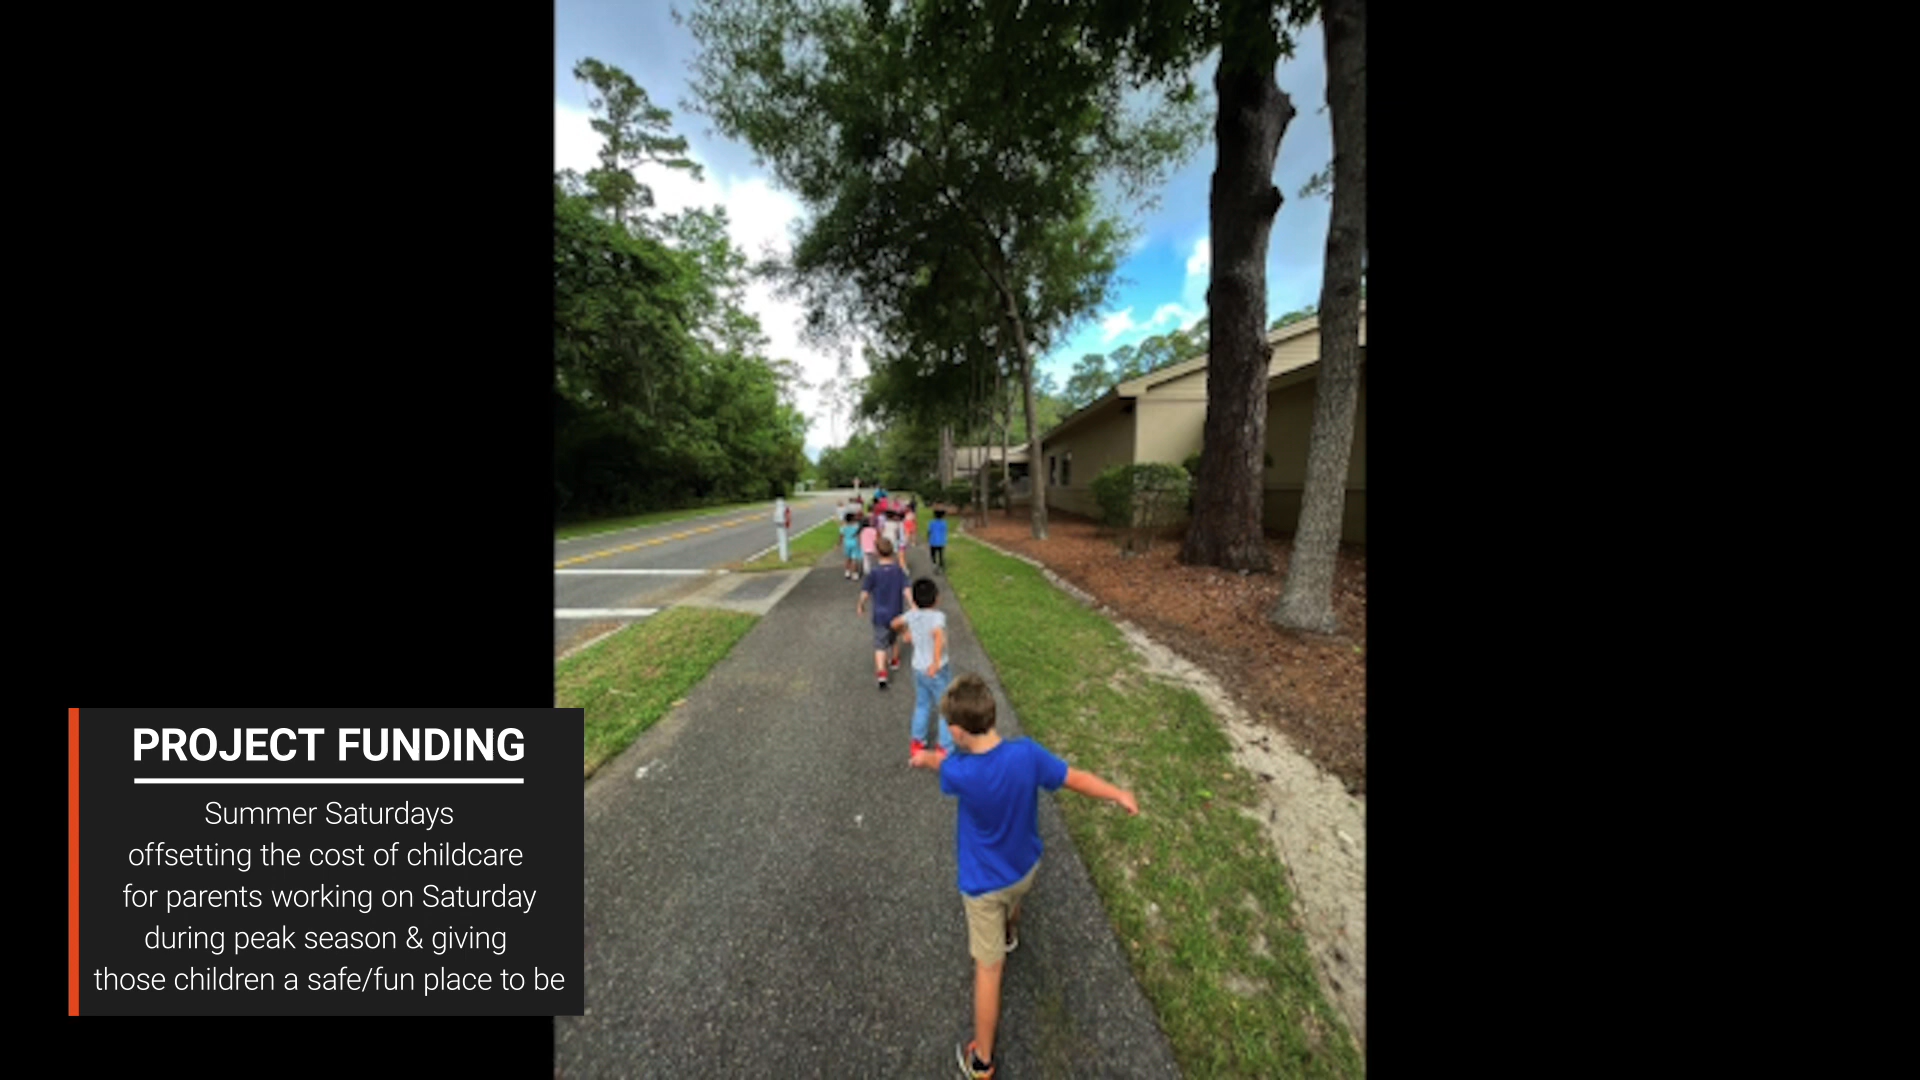 PROJECT FUNDING
Summer Saturdays
offsetting the cost of childcare
for parents working on Saturday
during peak season & giving
those children a safe/fun place to be